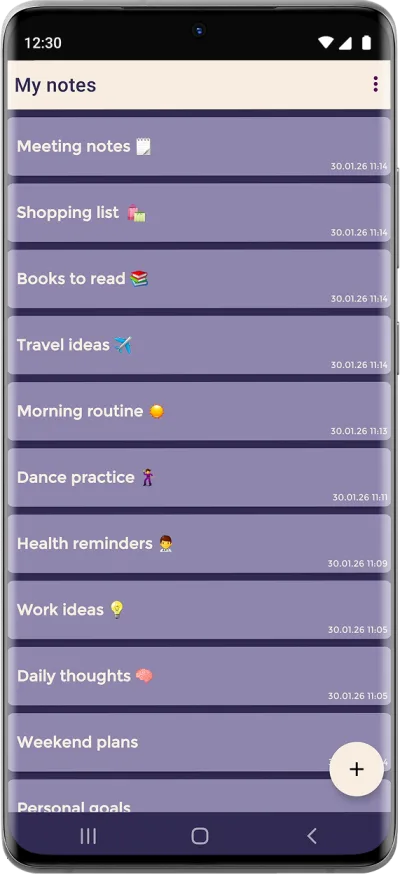 12:30
My notes
Meeting notes 🗒️
30.01.26 11:14
Shopping list 🛍️
30.01.26 11:14
Books to read 📚
30.01.26 11:14
Travel ideas ✈️
30.01.26 11:14
Morning routine ☀️
30.01.26 11:13
Dance practice 💃
30.01.26 11:11
Health reminders 👨‍⚕️
30.01.26 11:09
Work ideas 💡
30.01.26 11:05
Daily thoughts 🧠
30.01.26 11:05
Weekend plans
Personal goals